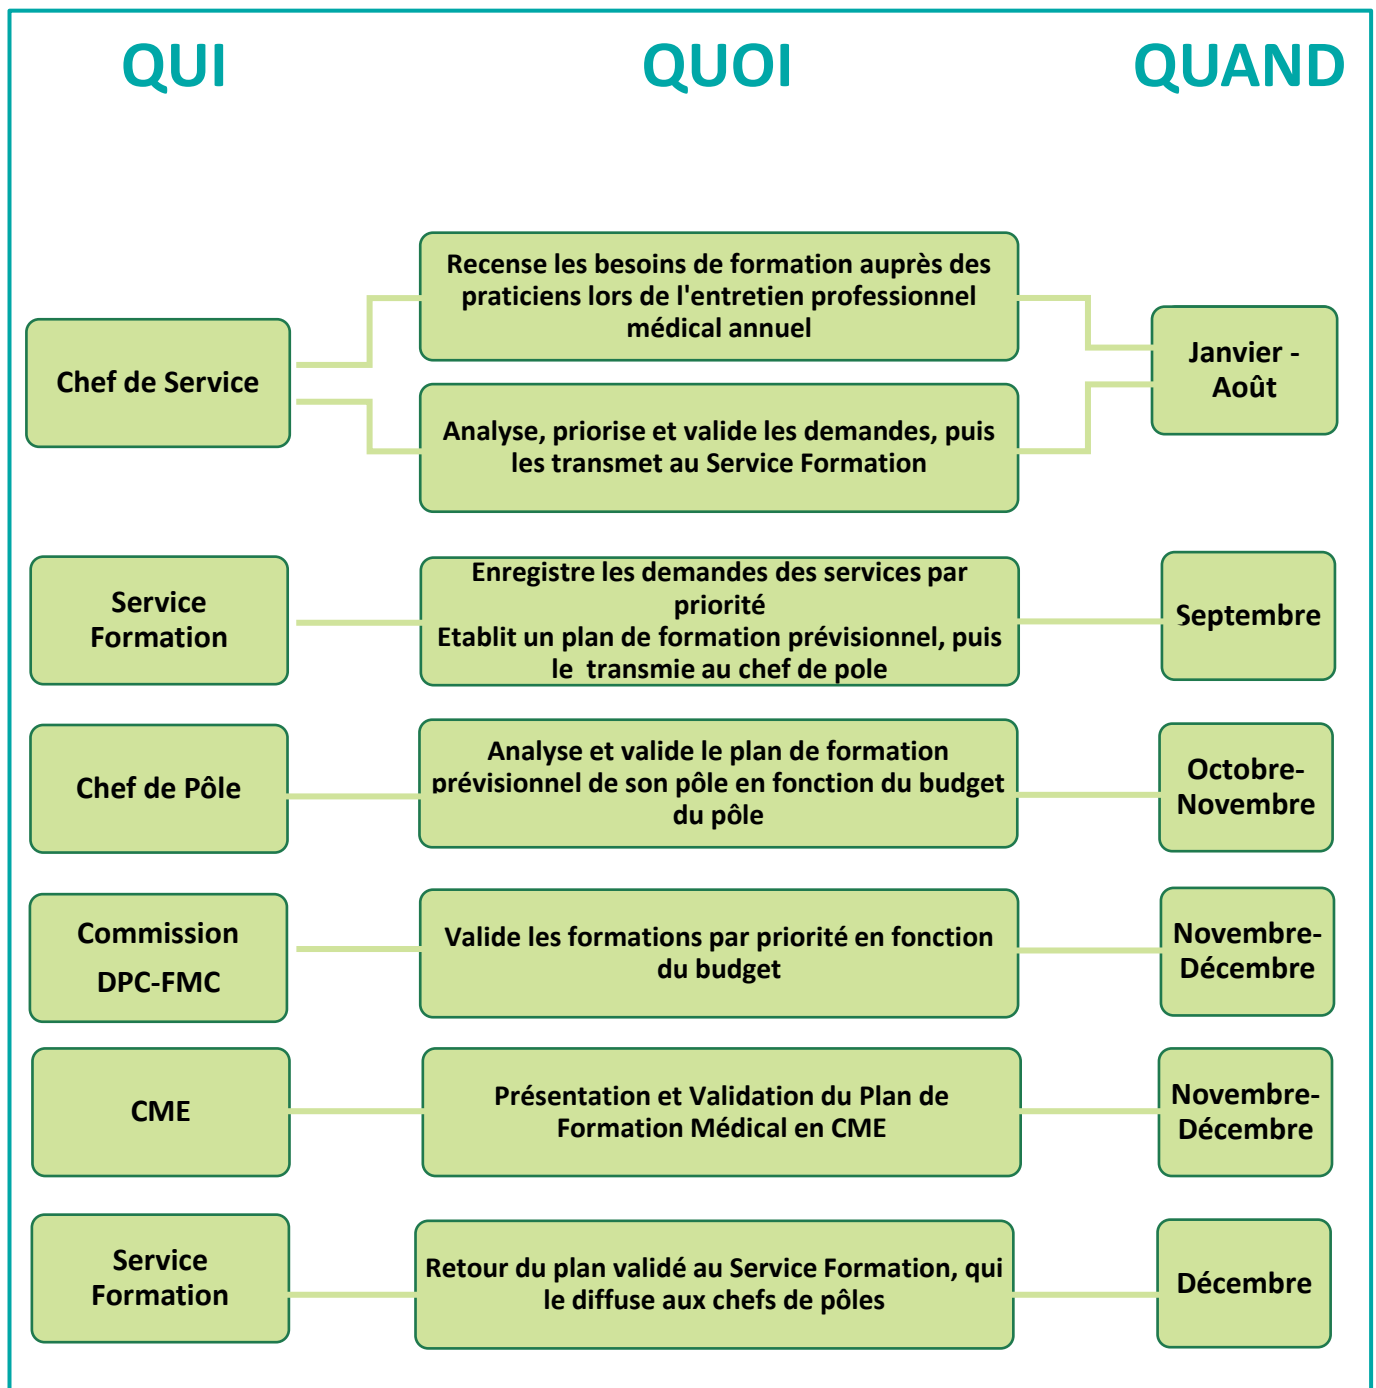 QUI
QUOI
QUAND
Chef de Service
Recense les besoins de formation auprès des
praticiens lors de l'entretien professionnel
médical annuel
Analyse, priorise et valide les demandes, puis
les transmet au Service Formation
Janvier -
Août
Service
Formation
Enregistre les demandes des services par
priorité
Etablit un plan de formation prévisionnel, puis
le  transmie au chef de pole
Septembre
Chef de Pôle
Analyse et valide le plan de formation
prévisionnel de son pôle en fonction du budget
du pôle
Octobre-
Novembre
Commission
DPC-FMC
Valide les formations par priorité en fonction
du budget
Novembre-
Décembre
CME
Présentation et Validation du Plan de
Formation Médical en CME
Novembre-
Décembre
Service
Formation
Retour du plan validé au Service Formation, qui
le diffuse aux chefs de pôles
Décembre